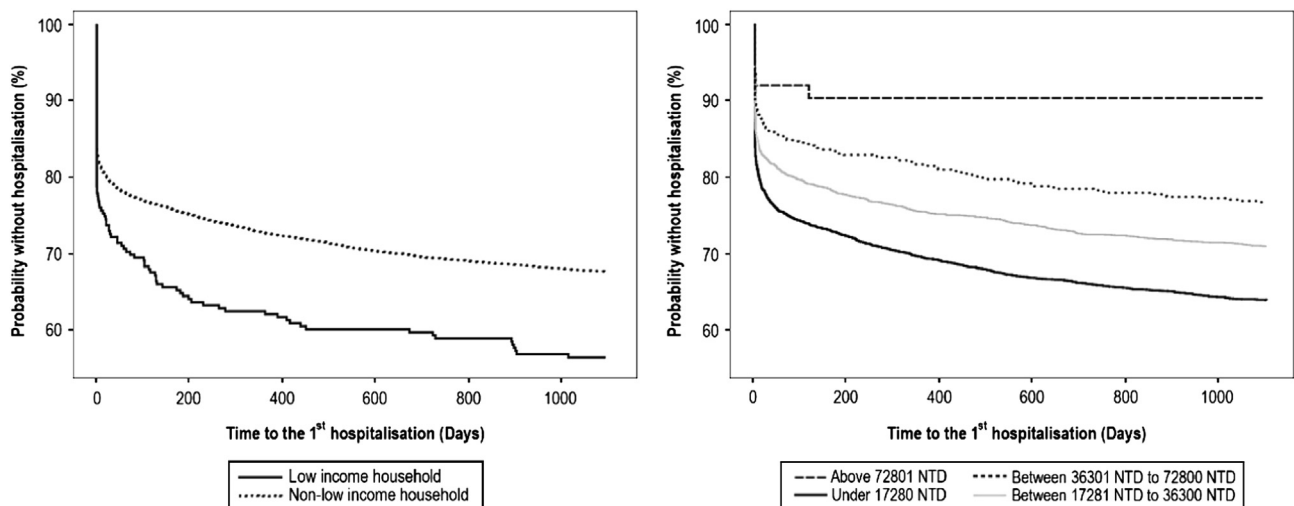 Probability without hospitalisation (%)
100
90
80
70
60
0 200 400 600 800 1000
Time to the 1st hospitalisation (Days)
Low income household
Non-low income household
Probability without hospitalisation (%)
100
90
80
70
60
0 200 400 600 800 1000
Time to the 1st hospitalisation (Days)
Above 72801 NTD Between 36301 NTD to 72800 NTD
Under 17280 NTD Between 17281 NTD to 36300 NTD